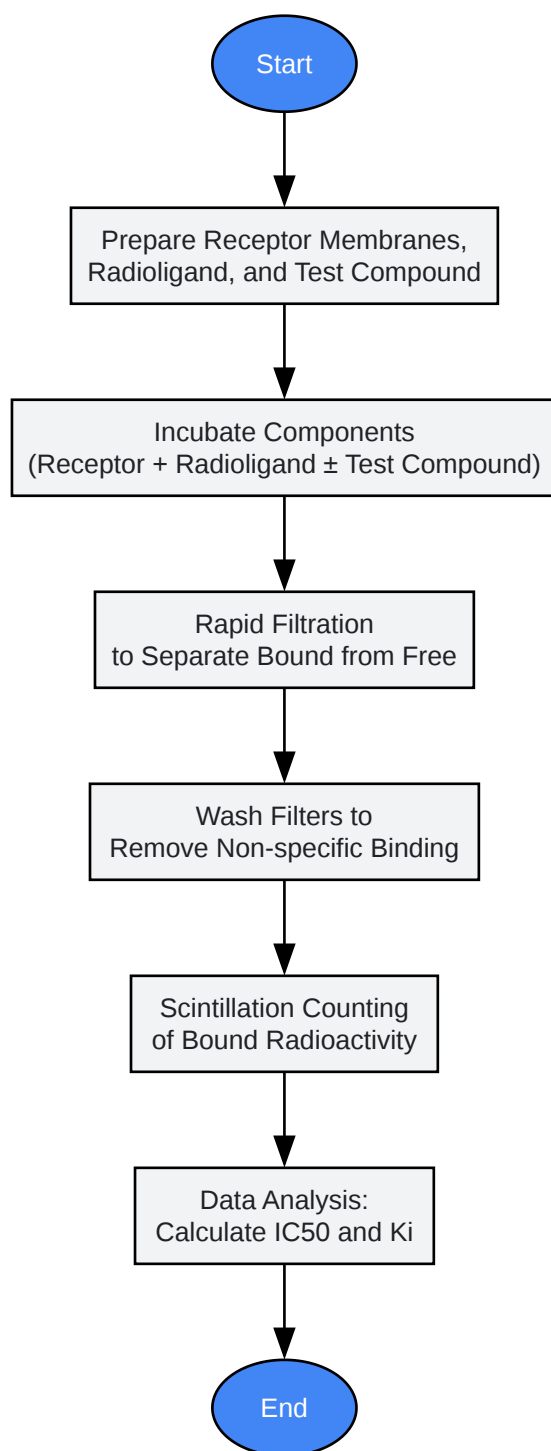 Start
Prepare Receptor Membranes,
Radioligand, and Test Compound
Incubate Components
(Receptor + Radioligand ± Test Compound)
Rapid Filtration
to Separate Bound from Free
Wash Filters to
Remove Non-specific Binding
Scintillation Counting
of Bound Radioactivity
Data Analysis:
Calculate IC50 and Ki
End